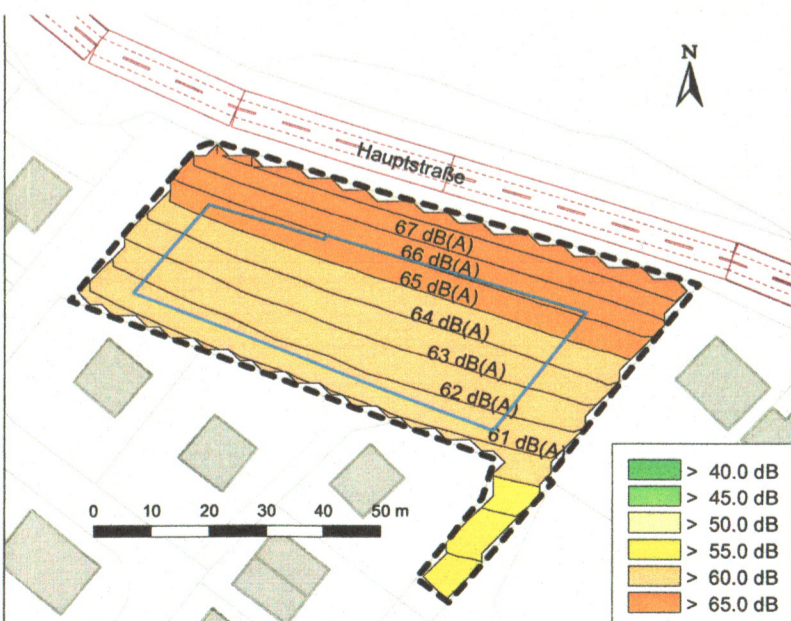 N
Hauptstraße
67 dB(A)
66 dB(A)
65 dB(A)
64 dB(A)
63 dB(A)
62 dB(A)
61 dB(A)
0 10 20 30 40 50 m
> 40.0 dB
> 45.0 dB
> 50.0 dB
> 55.0 dB
> 60.0 dB
> 65.0 dB